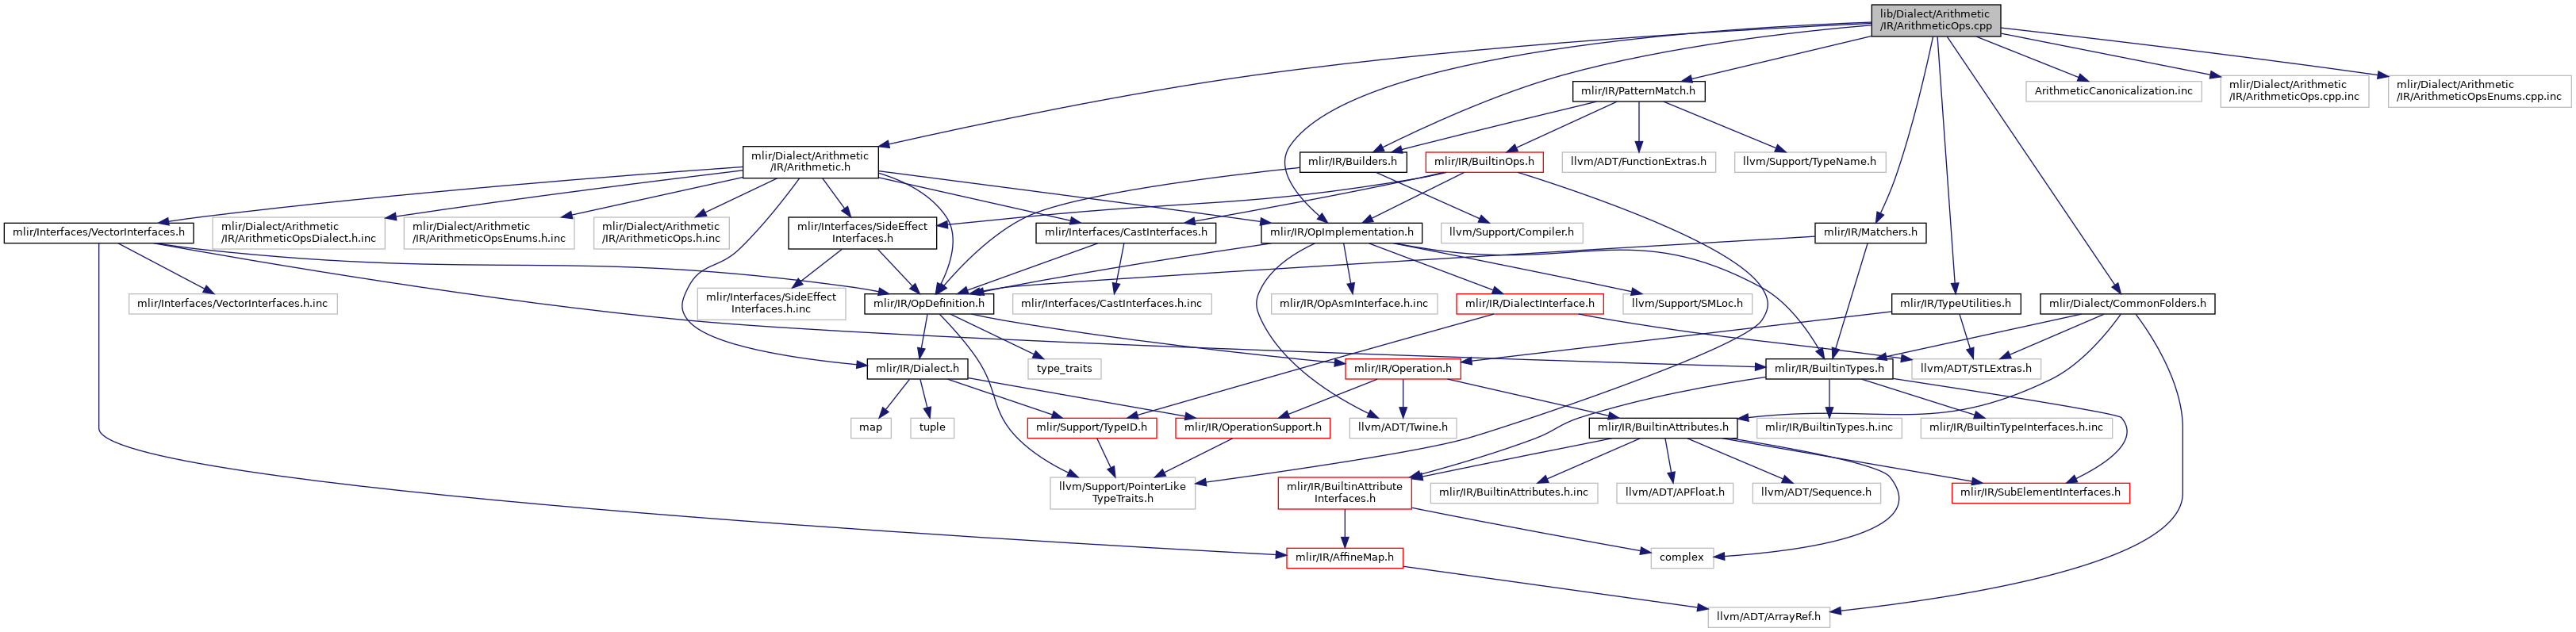 lib/Dialect/Arithmetic
/IR/ArithmeticOps.cpp
mlir/IR/PatternMatch.h
ArithmeticCanonicalization.inc
mlir/Dialect/Arithmetic
/IR/ArithmeticOps.cpp.inc
mlir/Dialect/Arithmetic
/IR/ArithmeticOpsEnums.cpp.inc
mlir/Dialect/Arithmetic
/IR/Arithmetic.h
mlir/IR/Builders.h
mlir/IR/BuiltinOps.h
llvm/ADT/FunctionExtras.h
llvm/Support/TypeName.h
mlir/Interfaces/VectorInterfaces.h
mlir/Dialect/Arithmetic
/IR/ArithmeticOpsDialect.h.inc
mlir/Dialect/Arithmetic
/IR/ArithmeticOpsEnums.h.inc
mlir/Dialect/Arithmetic
/IR/ArithmeticOps.h.inc
mlir/Interfaces/SideEffect
Interfaces.h
mlir/Interfaces/CastInterfaces.h
mlir/IR/OpImplementation.h
llvm/Support/Compiler.h
mlir/IR/Matchers.h
mlir/Interfaces/VectorInterfaces.h.inc
mlir/Interfaces/SideEffect
Interfaces.h.inc
mlir/IR/OpDefinition.h
mlir/Interfaces/CastInterfaces.h.inc
mlir/IR/OpAsmInterface.h.inc
mlir/IR/DialectInterface.h
llvm/Support/SMLoc.h
mlir/IR/TypeUtilities.h
mlir/Dialect/CommonFolders.h
mlir/IR/Dialect.h
type_traits
mlir/IR/Operation.h
mlir/IR/BuiltinTypes.h
llvm/ADT/STLExtras.h
map
tuple
mlir/Support/TypeID.h
mlir/IR/OperationSupport.h
llvm/ADT/Twine.h
mlir/IR/BuiltinAttributes.h
mlir/IR/BuiltinTypes.h.inc
mlir/IR/BuiltinTypeInterfaces.h.inc
llvm/Support/PointerLike
TypeTraits.h
mlir/IR/BuiltinAttribute
Interfaces.h
mlir/IR/BuiltinAttributes.h.inc
llvm/ADT/APFloat.h
llvm/ADT/Sequence.h
mlir/IR/SubElementInterfaces.h
mlir/IR/AffineMap.h
complex
llvm/ADT/ArrayRef.h